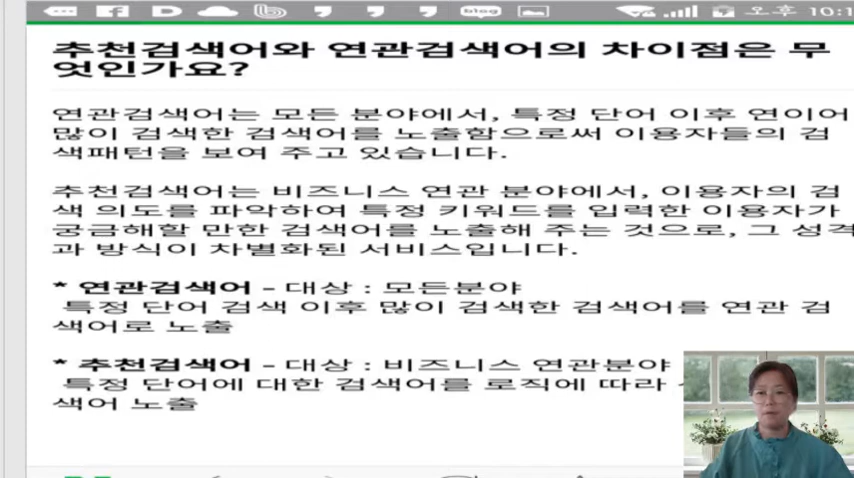 blog 오후 10:1
추천검색어와 연관검색어의 차이점은 무
엇인가요?
연관검색어는 모든 분야에서, 특정 단어 이후 연이어
많이 검색한 검색어를 노출함으로써 이용자들의 검
색패턴을 보여 주고 있습니다.
추천검색어는 비즈니스 연관 분야에서, 이용자의 검
색 의도를 파악하여 특정 키워드를 입력한 이용자가
궁금해할 만한 검색어를 노출해 주는 것으로, 그 성격
과 방식이 차별화된 서비스입니다.
* 연관검색어 - 대상 : 모든분야
특정 단어 검색 이후 많이 검색한 검색어를 연관 검
색어로 노출
* 추천검색어 - 대상 : 비즈니스 연관분야
특정 단어에 대한 검색어를 로직에 따라
색어 노출